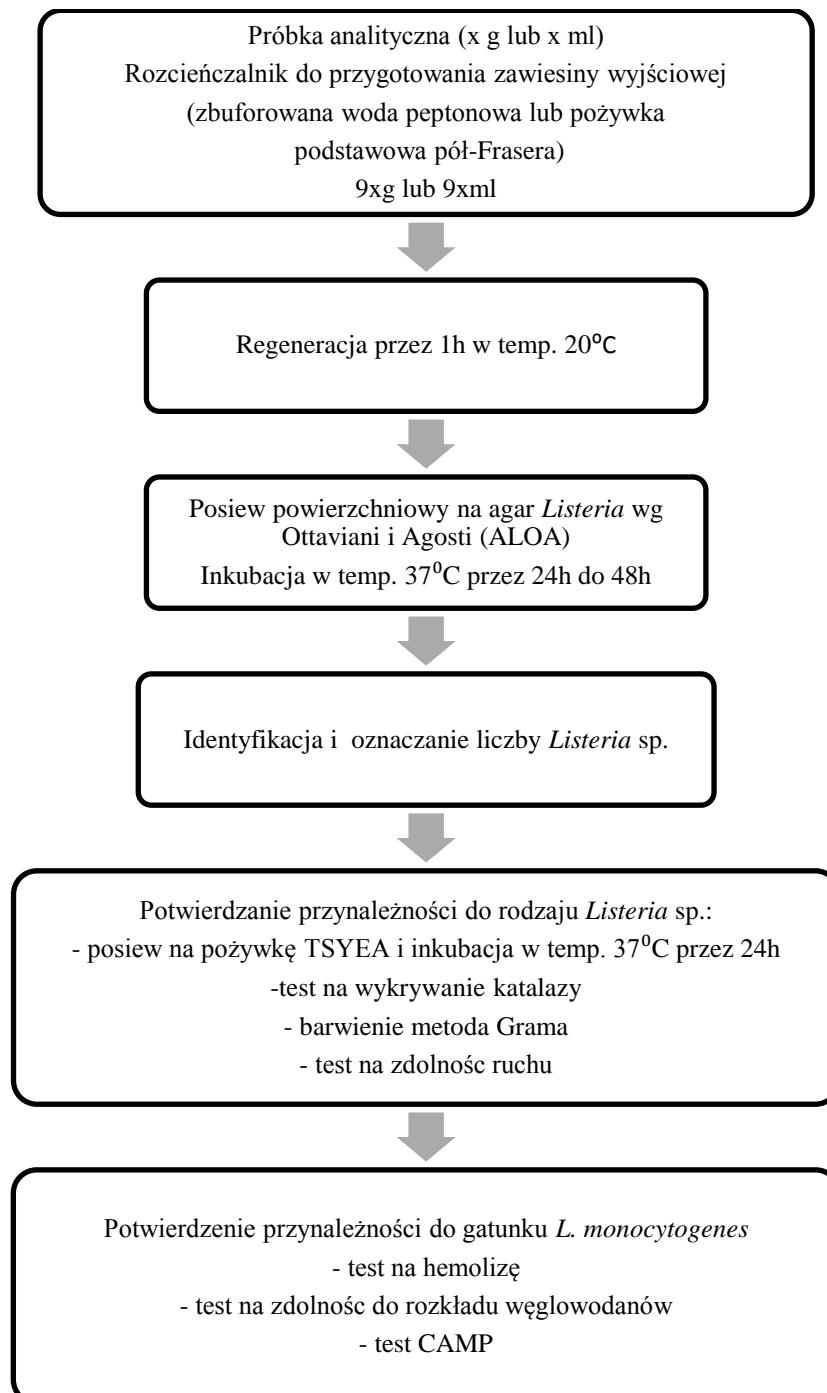 Próbka analityczna (x g lub x ml)
Rozcieńczalnik do przygotowania zawiesiny wyjściowej
(zbuforowana woda peptonowa lub pożywka
podstawowa pół-Frasera)
9xg lub 9xml
Regeneracja przez 1h w temp. 20⁰C
Posiew powierzchniowy na agar Listeria wg
Ottaviani i Agosti (ALOA)
Inkubacja w temp. 37⁰C przez 24h do 48h
Identyfikacja i oznaczanie liczby Listeria sp.
Potwierdzanie przynależności do rodzaju Listeria sp.:
- posiew na pożywkę TSYEA i inkubacja w temp. 37⁰C przez 24h
-test na wykrywanie katalazy
- barwienie metoda Grama
- test na zdolnośc ruchu
Potwierdzenie przynależności do gatunku L. monocytogenes
- test na hemolizę
- test na zdolnośc do rozkładu węglowodanów
- test CAMP